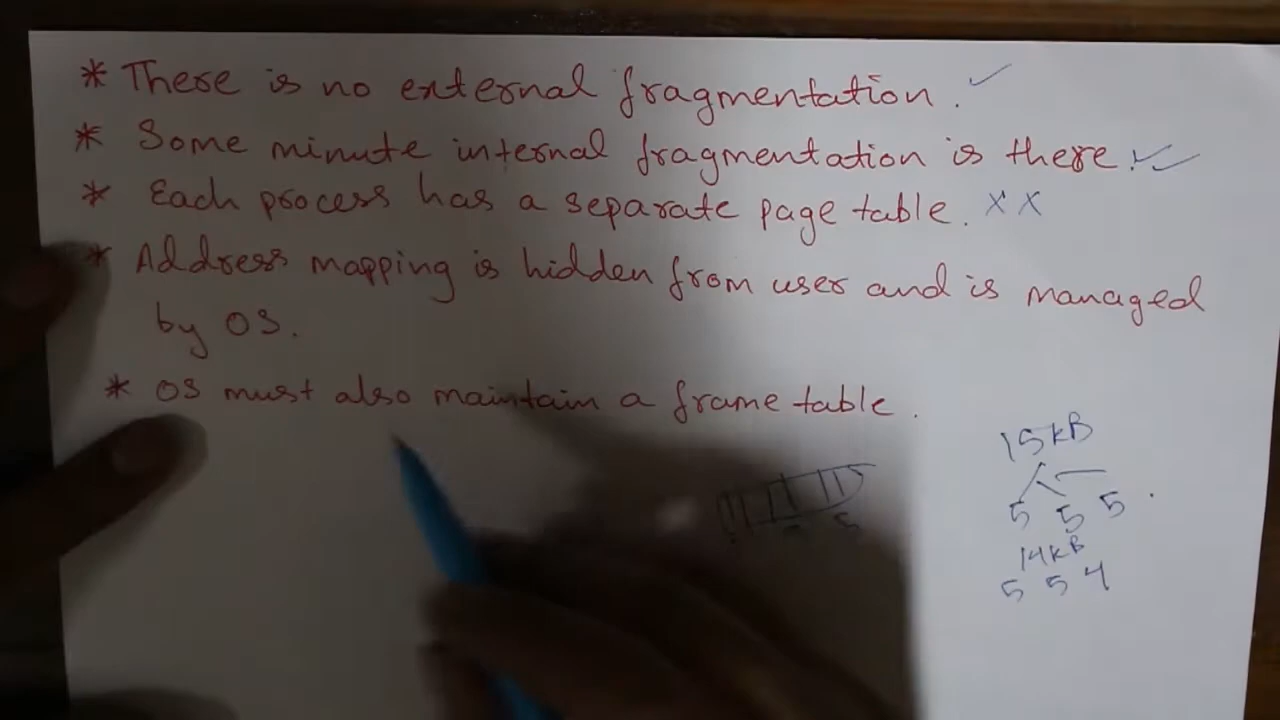 * There is no external fragmentation. ✓
* Some minute internal fragmentation is there. ✓✓
* Each process has a separate page table. X X
* Address mapping is hidden from user and is managed
by OS.
* OS must also maintain a frame table.
15kB
5 5 5 .
14kB
5 5 4